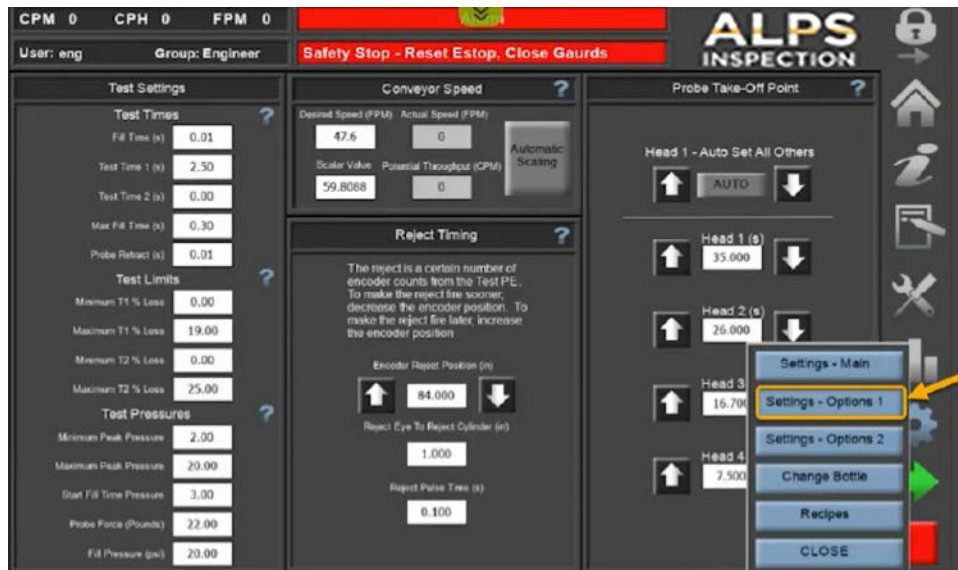 CPM 0 CPH 0 FPM 0
User: eng Group: Engineer
Safety Stop - Reset Estop, Close Gaurds
ALPS
INSPECTION
Test Settings
Test Times ?
Fill Time (s) 0.01
Test Time 1 (s) 2.50
Test Time 2 (s) 0.00
Max Fill Time (s) 0.30
Probe Retract (s) 0.01
Test Limits ?
Minimum T1 % Loss 0.00
Maximum T1 % Loss 19.00
Minimum T2 % Loss 0.00
Maximum T2 % Loss 25.00
Test Pressures ?
Minimum Peak Pressure 2.00
Maximum Peak Pressure 20.00
Start Fill Time Pressure 3.00
Probe Force (Pounds) 22.00
Fill Pressure (psi) 20.00
Conveyor Speed ?
Desired Speed (FPM) Actual Speed (FPM)
47.6 0
Scaler Value Potential Throughput (CPM)
59.8088 0
Automatic
Scaling
Reject Timing ?
The reject is a certain number of
encoder counts from the Test PE.
To make the reject fire sooner,
decrease the encoder position. To
make the reject fire later, increase
the encoder position
Encoder Reject Position (in)
84.000
Reject Eye To Reject Cylinder (in)
1.000
Reject Pulse Time (s)
0.100
Probe Take-Off Point ?
Head 1 - Auto Set All Others
AUTO
Head 1 (s)
35.000
Head 2 (s)
26.000
Head 3
16.700
Head 4
7.500
Settings - Main
Settings - Options 1
Settings - Options 2
Change Bottle
Recipes
CLOSE